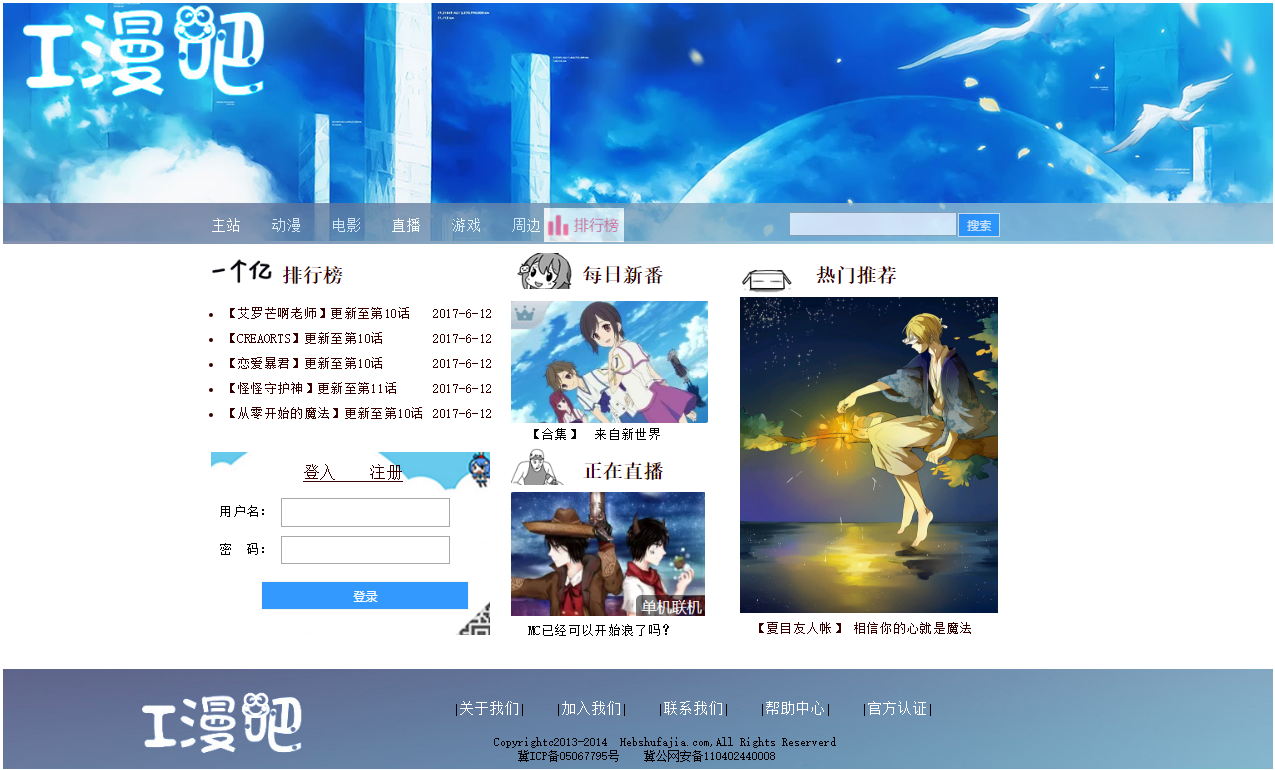 工漫吧
主站 动漫 电影 直播 游戏 周边 排行榜 搜索
一个亿 排行榜
【艾罗芒啊老师】更新至第10话 2017-6-12
【CREAORTS】更新至第10话 2017-6-12
【恋爱暴君】更新至第10话 2017-6-12
【怪怪守护神】更新至第11话 2017-6-12
【从零开始的魔法】更新至第10话 2017-6-12
登入 注册
用户名:
密 码:
登录
每日新番
【合集】 来自新世界
正在直播
单机联机
MC已经可以开始浪了吗?
热门推荐
【夏目友人帐】 相信你的心就是魔法
工漫吧
|关于我们| |加入我们| |联系我们| |帮助中心| |官方认证|
Copyrightc2013-2014 Hebshufajia.com,All Rights Reserverd
冀ICP备05067795号 冀公网安备110402440008